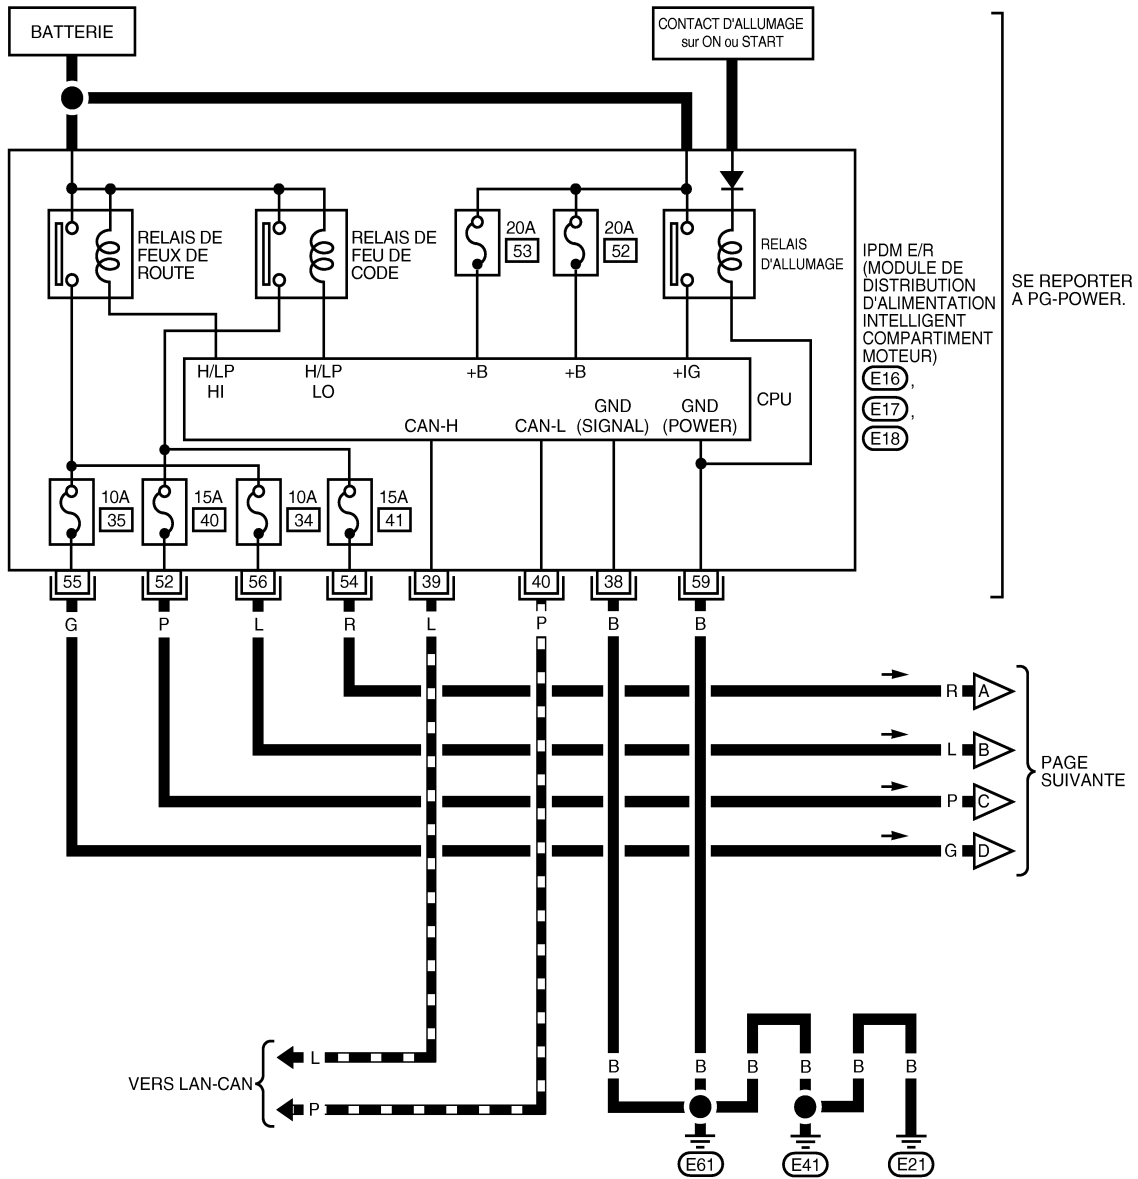 BATTERIE
CONTACT D'ALLUMAGE
sur ON ou START
RELAIS DE
FEUX DE
ROUTE
RELAIS DE
FEU DE
CODE
20A
53
20A
52
RELAIS
D'ALLUMAGE
IPDM E/R
(MODULE DE
DISTRIBUTION
D'ALIMENTATION
INTELLIGENT
COMPARTIMENT
MOTEUR)
E16 ,
E17 ,
E18
SE REPORTER
A PG-POWER.
H/LP
HI
H/LP
LO
+B
+B
+IG
CPU
CAN-H
CAN-L
GND
(SIGNAL)
GND
(POWER)
10A
35
15A
40
10A
34
15A
41
55
52
56
54
39
40
38
59
G
P
L
R
L
P
B
B
R
A
L
B
P
C
G
D
PAGE
SUIVANTE
VERS LAN-CAN
L
P
B
B
B
B
B
B
E61
E41
E21